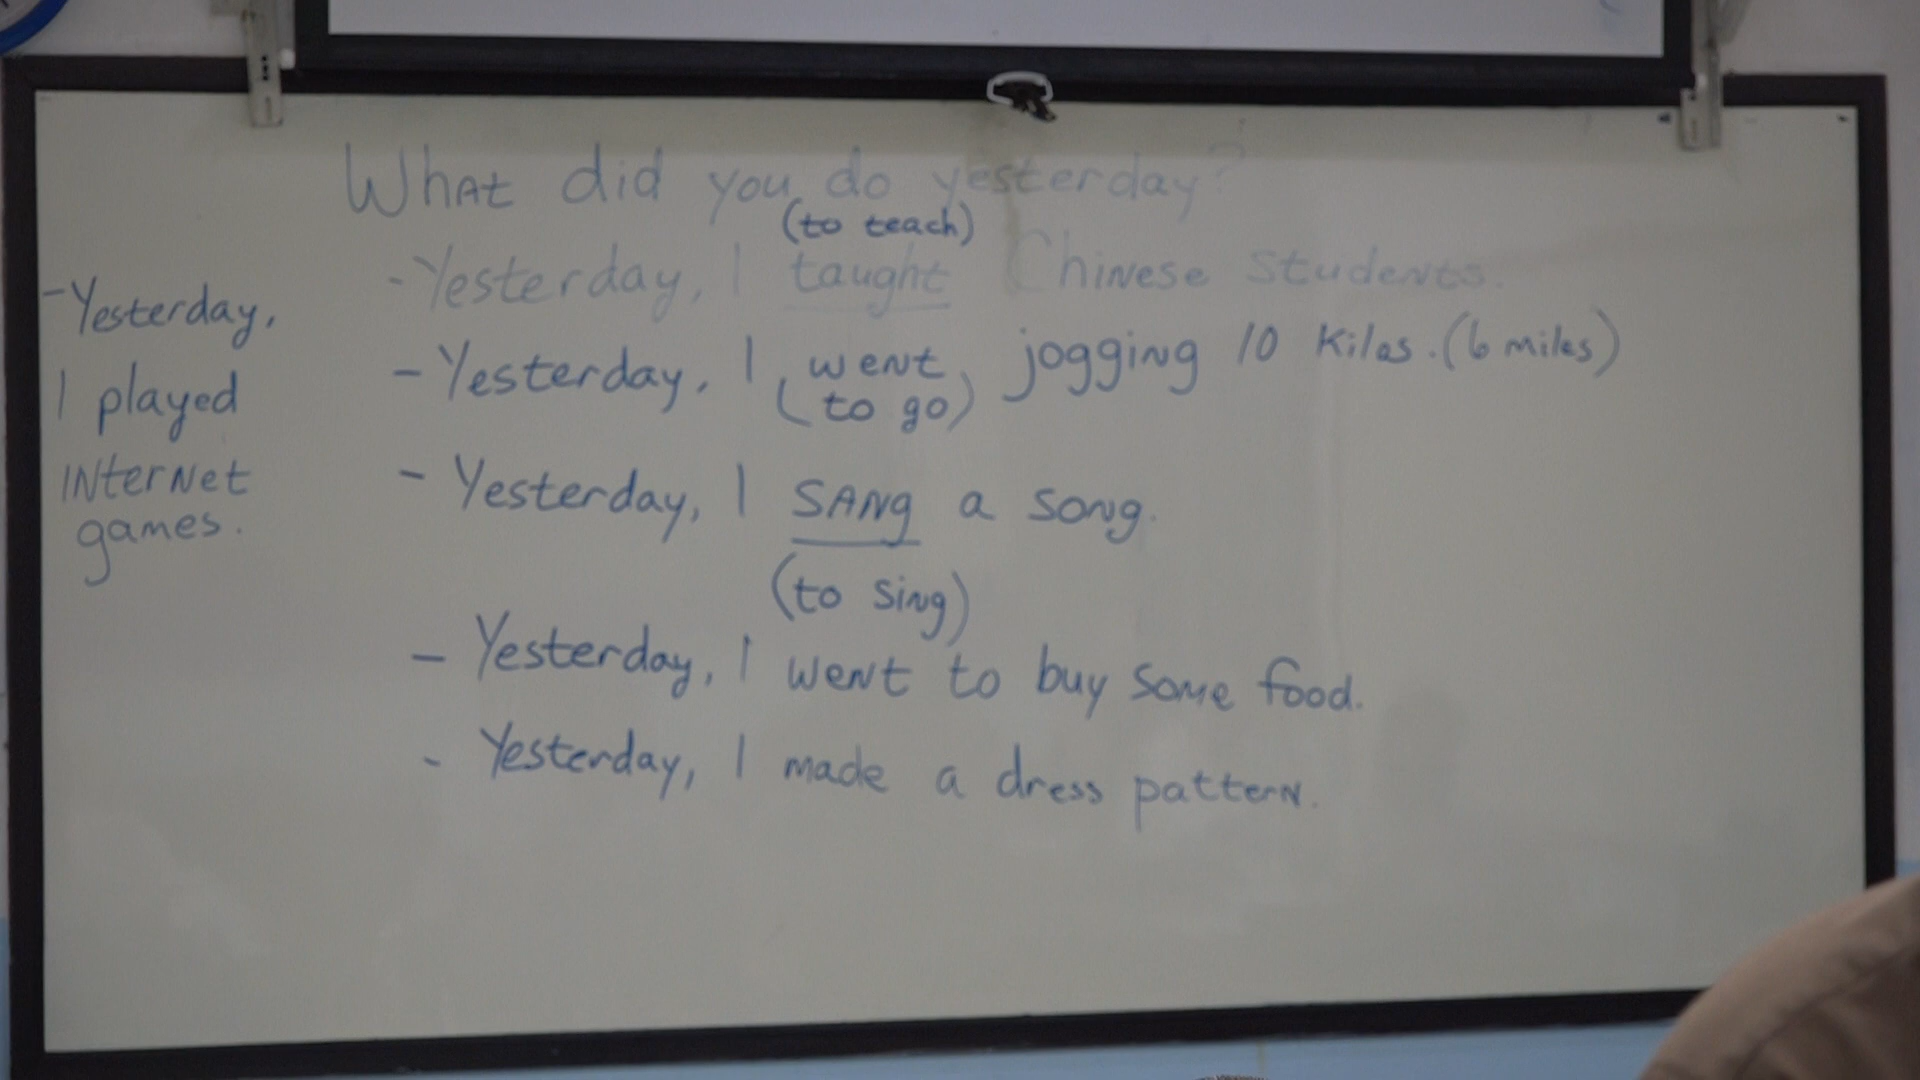 What did you do yesterday?
(to teach)
-Yesterday, I taught Chinese students.
- Yesterday, I went jogging 10 kilos. (6 miles)
(to go)
- Yesterday, I sang a song.
(to sing)
- Yesterday, I went to buy some food.
- Yesterday, I made a dress pattern.
-Yesterday,
I played
Internet
games.